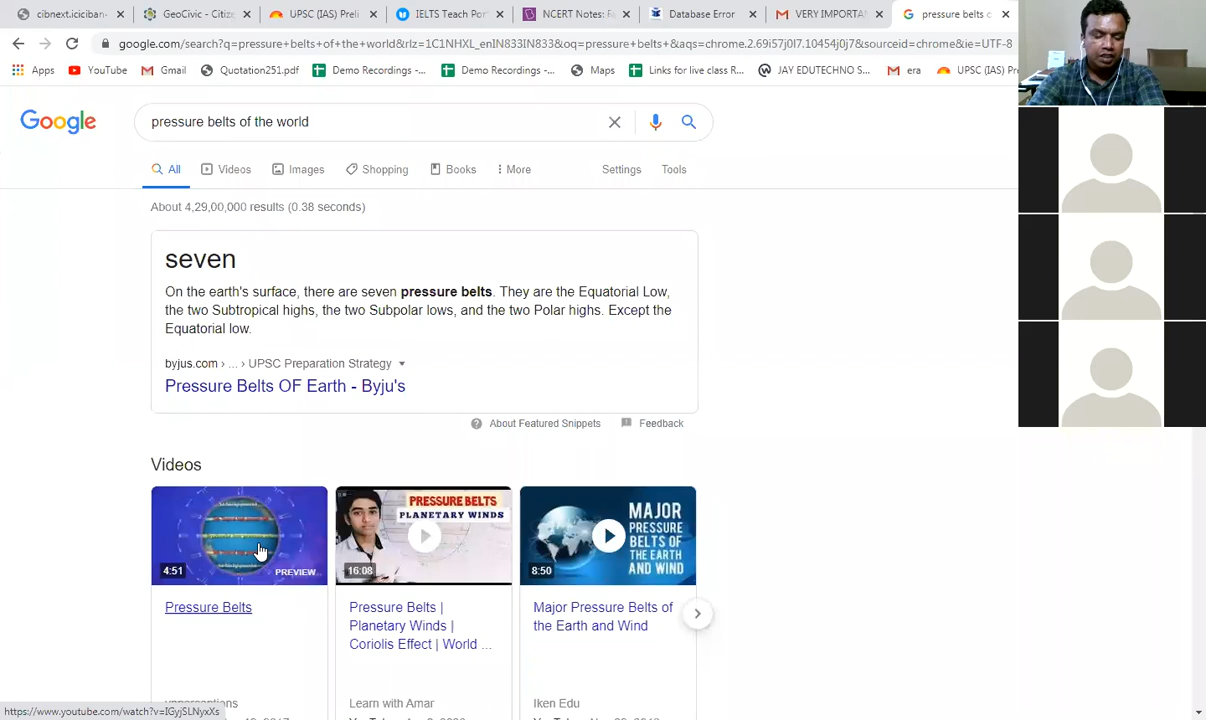 cibnext.icicibank-
GeoCivic - Citize
UPSC (IAS) Preli
IELTS Teach Por
NCERT Notes: R
Database Error
VERY IMPORTA
pressure belts o
google.com/search?q=pressure+belts+of+the+world&rlz=1C1NHXL_enIN833IN833&oq=pressure+belts+&aqs=chrome.2.69i57j0l7.10454j0j7&sourceid=chrome&ie=UTF-8
Apps
YouTube
Gmail
Quotation251.pdf
Demo Recordings -...
Demo Recordings -...
Maps
Links for live class R...
JAY EDUTECHNO S...
era
UPSC (IAS) Pre
Google
pressure belts of the world
All
Videos
Images
Shopping
Books
More
Settings
Tools
About 4,29,00,000 results (0.38 seconds)
seven
On the earth's surface, there are seven pressure belts. They are the Equatorial Low,
the two Subtropical highs, the two Subpolar lows, and the two Polar highs. Except the
Equatorial low.
byjus.com › ... › UPSC Preparation Strategy
Pressure Belts OF Earth - Byju's
About Featured Snippets
Feedback
Videos
4:51
PREVIEW
PRESSURE BELTS
PLANETARY WINDS
16:08
MAJOR
PRESSURE
BELTS OF
THE EARTH
AND WIND
8:50
Pressure Belts
Pressure Belts |
Planetary Winds |
Coriolis Effect | World ...
Major Pressure Belts of
the Earth and Wind
Learn with Amar
Iken Edu
https://www.youtube.com/watch?v=IGyjSLNyxXs